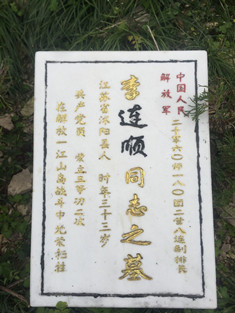 中国人民
解放军
二十军六〇师一八〇团二营八连副排长
李连顺同志之墓
江苏省沭阳县人 时年三十三岁
共产党员 荣立三等功二次
在解放一江山岛战斗中光荣牺牲